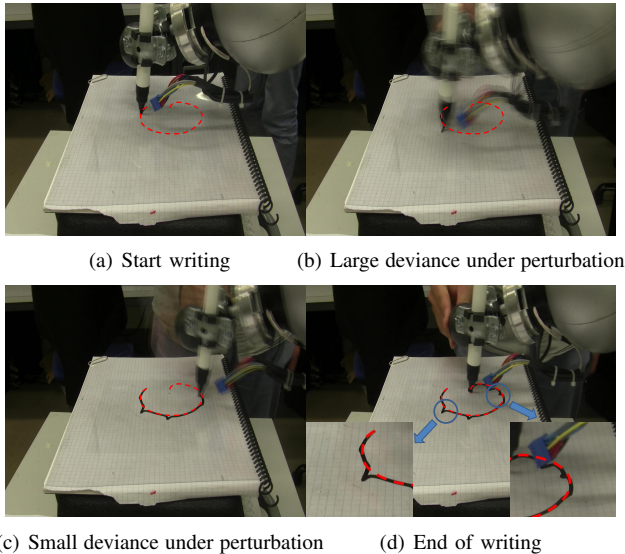 (a) Start writing
(b) Large deviance under perturbation
(c) Small deviance under perturbation
(d) End of writing